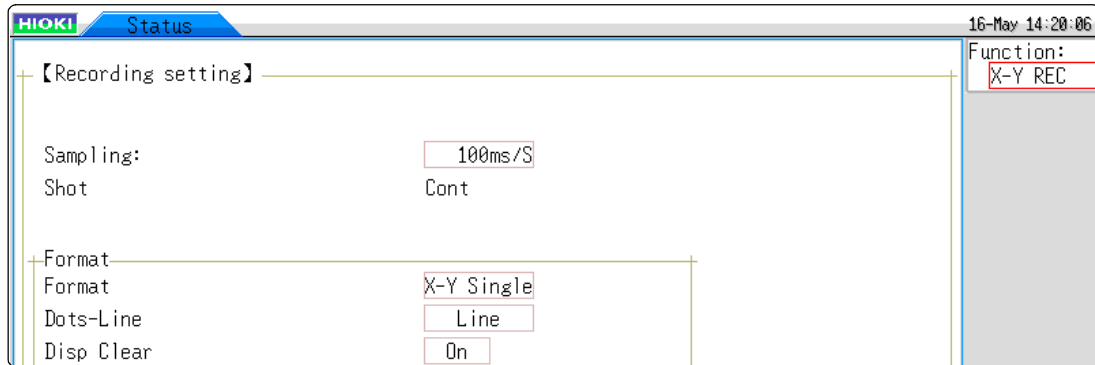 HIOKI Status 16-May 14:20:06
Function:
X-Y REC
【Recording setting】
Sampling: 100ms/S
Shot Cont
Format
Format X-Y Single
Dots-Line Line
Disp Clear On